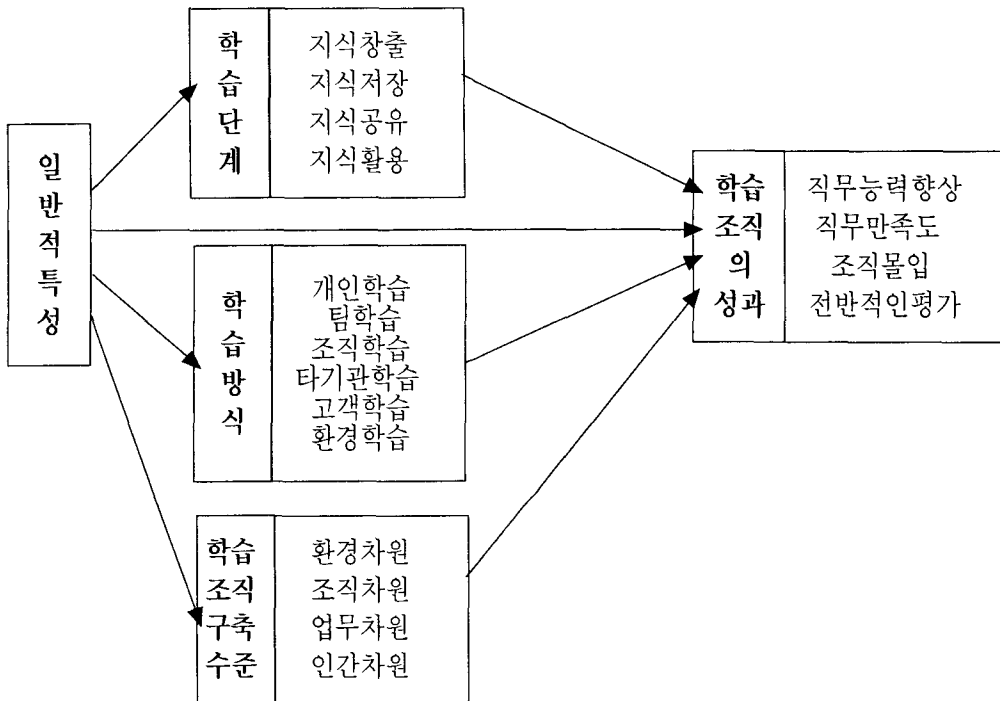 일
반
적
특
성
학
습
단
계
지식창출
지식저장
지식공유
지식활용
학
습
방
식
개인학습
팀학습
조직학습
타기관학습
고객학습
환경학습
학습
조직
구축
수준
환경차원
조직차원
업무차원
인간차원
학습
조직
의
성과
직무능력향상
직무만족도
조직몰입
전반적인평가